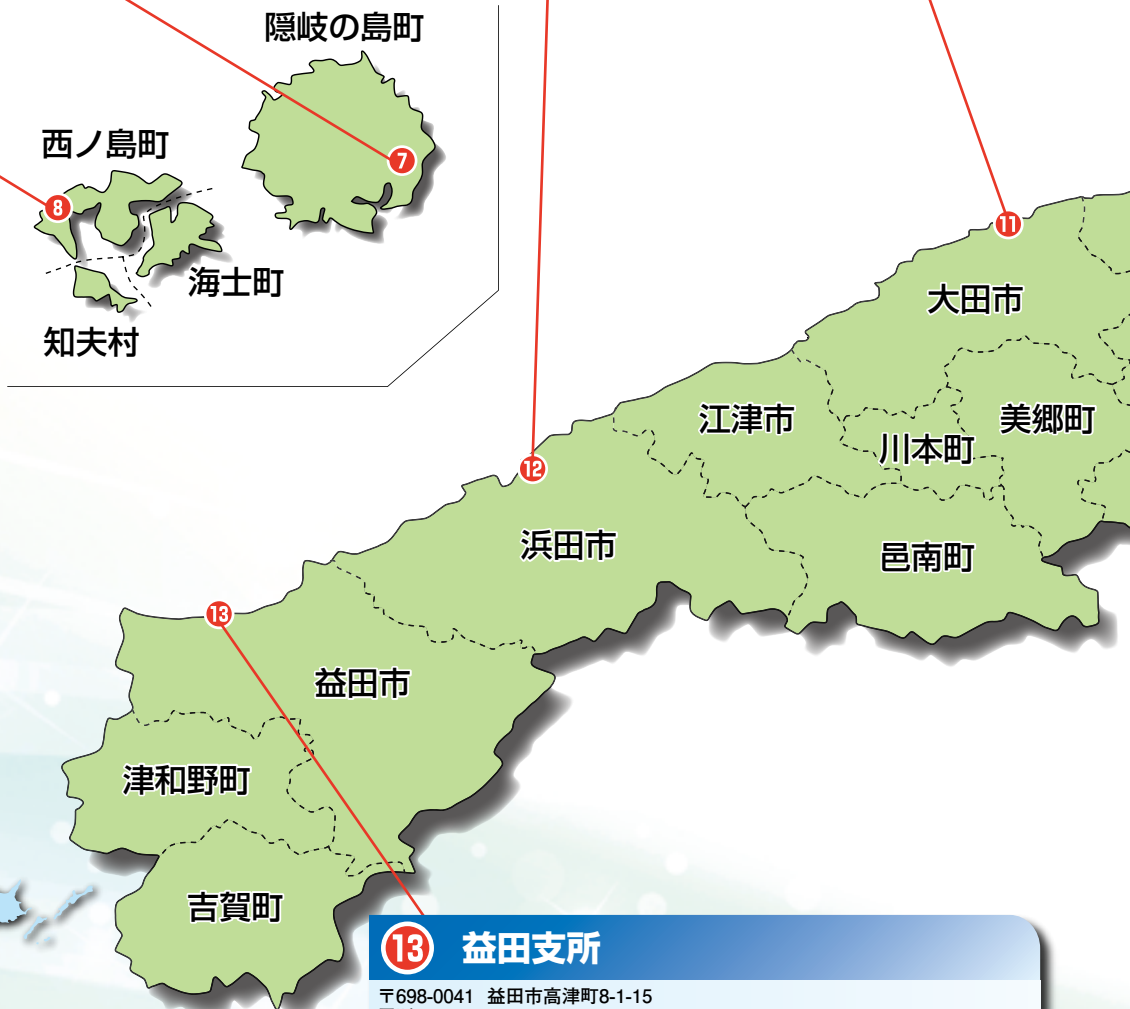 隠岐の島町
西ノ島町
7
8
11
海士町
大田市
知夫村
江津市
美郷町
川本町
12
浜田市
邑南町
13
益田市
津和野町
吉賀町
13 益田支所
〒698-0041 益田市高津町8-1-15